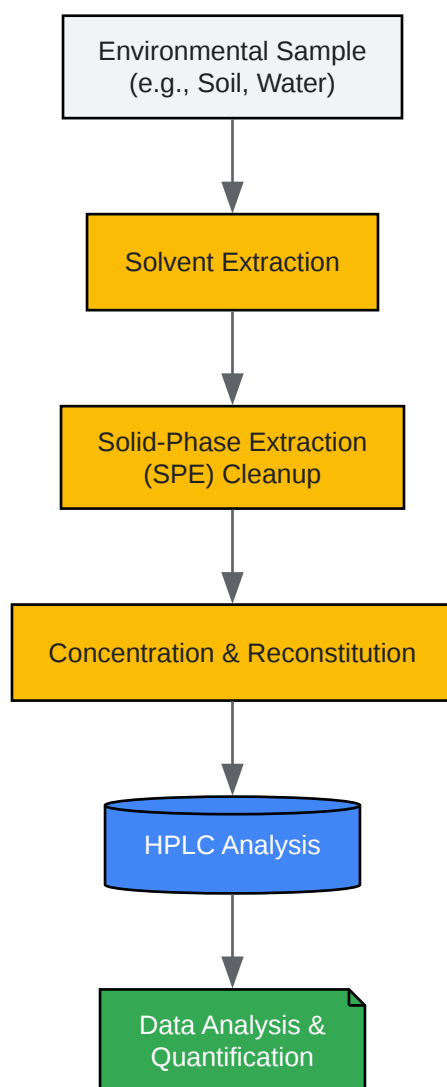 Environmental Sample
(e.g., Soil, Water)
Solvent Extraction
Solid-Phase Extraction
(SPE) Cleanup
Concentration & Reconstitution
HPLC Analysis
Data Analysis &
Quantification